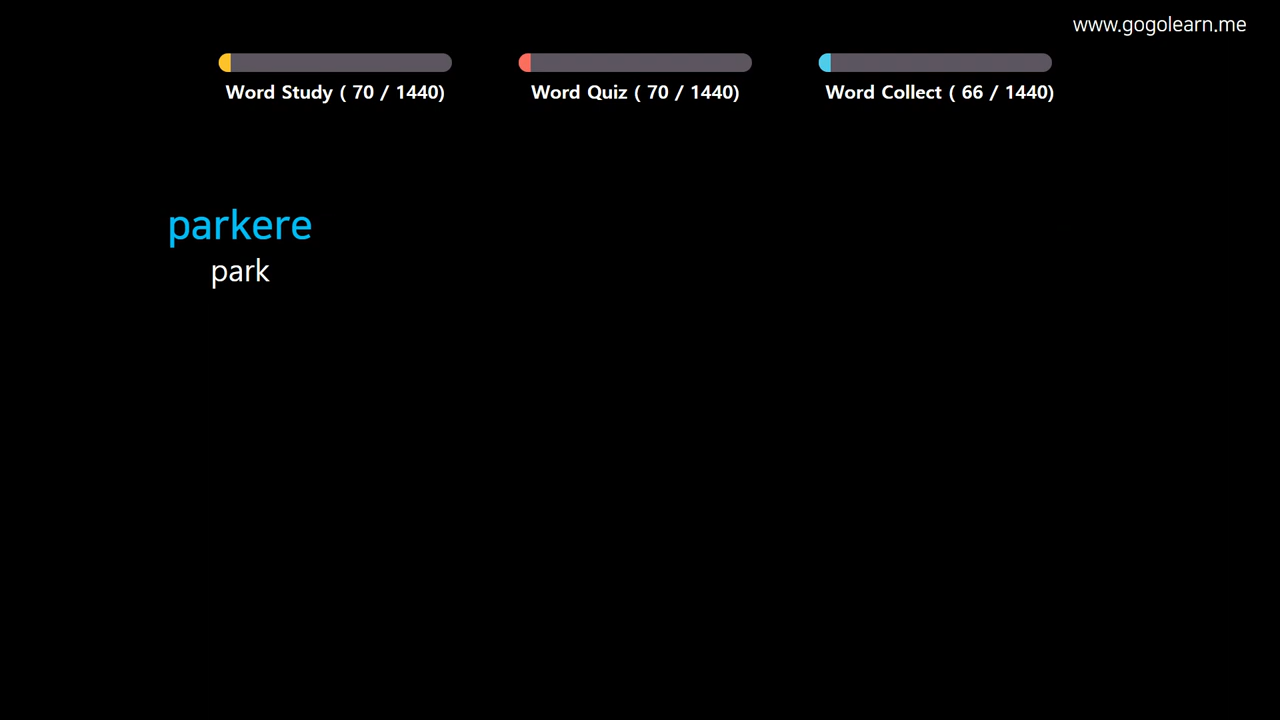 www.gogolearn.me
Word Study ( 70 / 1440)
Word Quiz ( 70 / 1440)
Word Collect ( 66 / 1440)
parkere
park